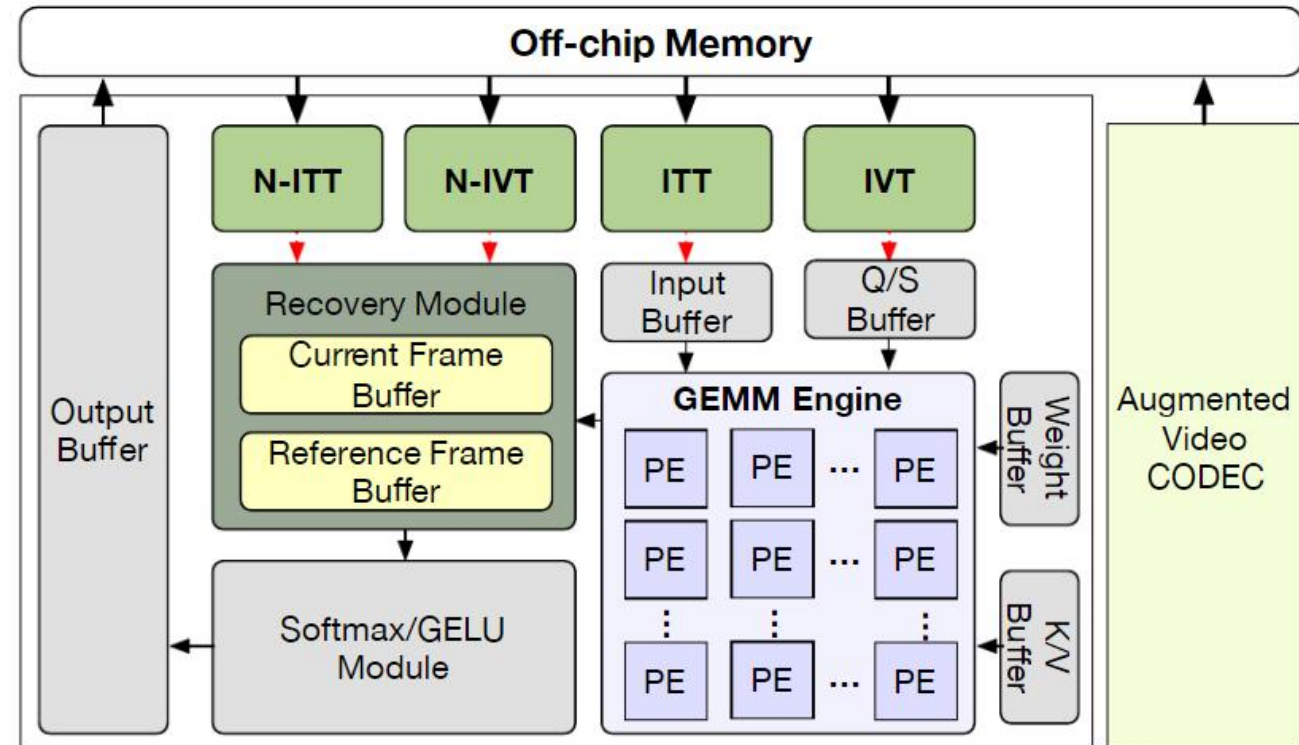 Off-chip Memory
N-ITT
N-IVT
ITT
IVT
Recovery Module
Current Frame
Buffer
Reference Frame
Buffer
Input
Buffer
Q/S
Buffer
Output
Buffer
GEMM Engine
PE PE ... PE
PE PE ... PE
⋮ ⋮ ⋮
PE PE ... PE
Weight
Buffer
K/V
Buffer
Softmax/GELU
Module
Augmented
Video
CODEC